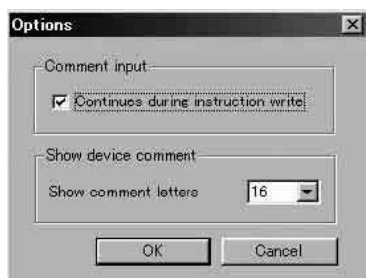 Options
Comment input
Continues during instruction write
Show device comment
Show comment letters 16
OK Cancel